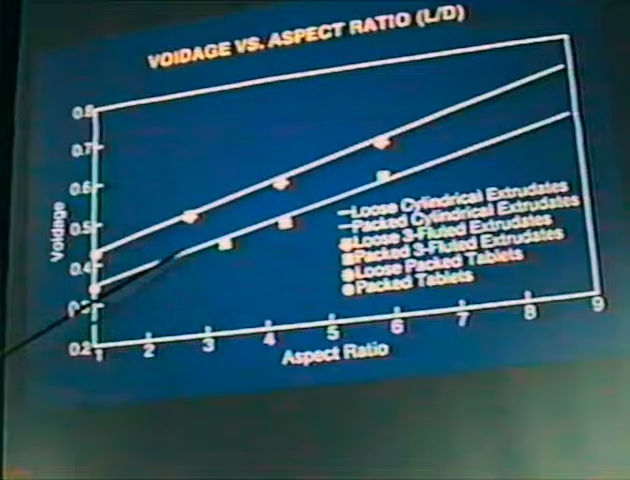 VOIDAGE VS. ASPECT RATIO (L/D)
0.8
0.7
0.6
0.5
0.4
0.3
0.2
Voidage
Loose Cylindrical Extrudates
Packed Cylindrical Extrudates
Loose 3-Fluted Extrudates
Packed 3-Fluted Extrudates
Loose Packed Tablets
Packed Tablets
1 2 3 4 5 6 7 8 9
Aspect Ratio